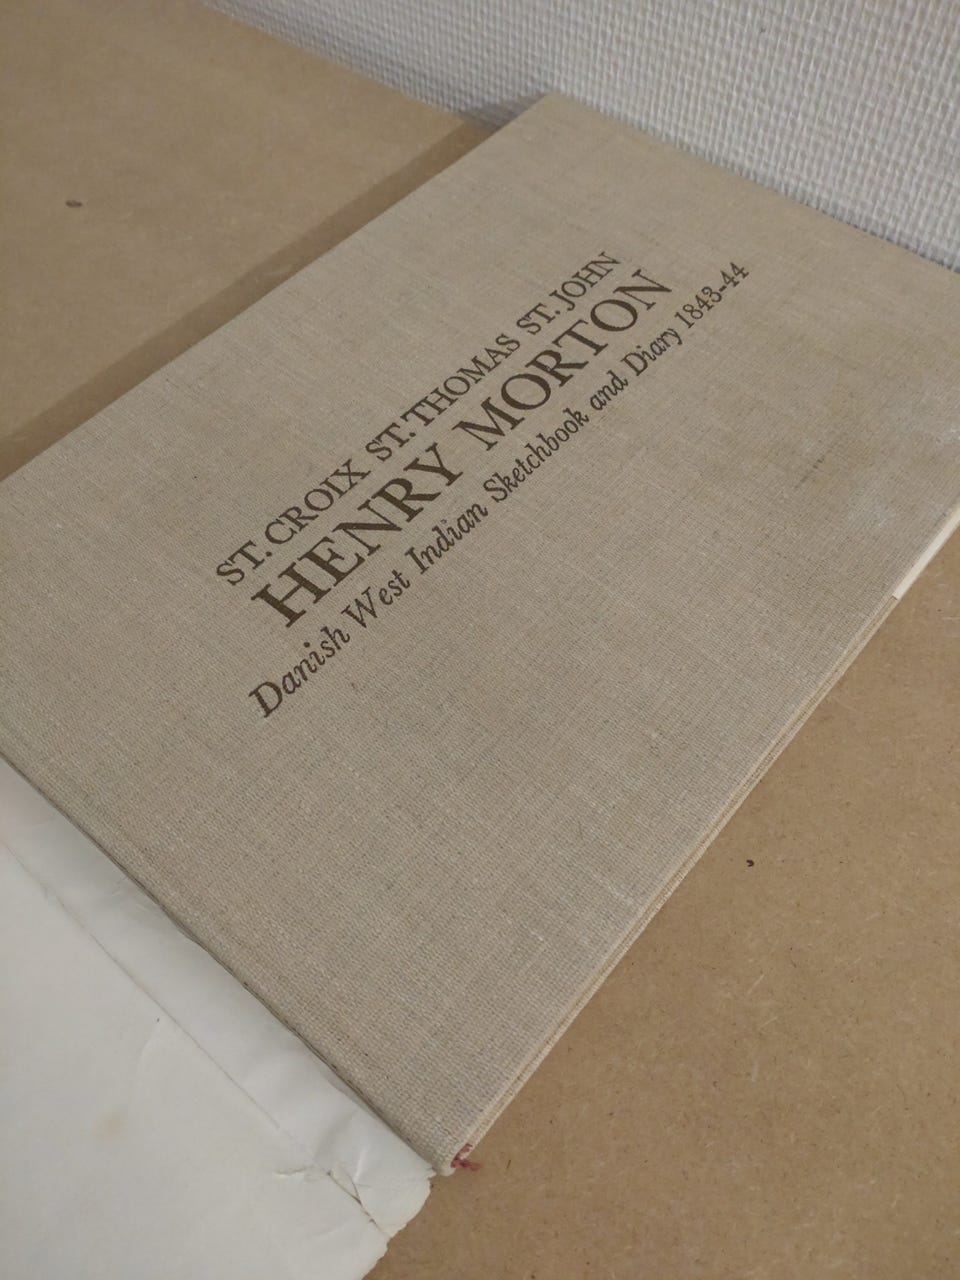 ST. CROIX ST. THOMAS ST. JOHN
HENRY MORTON
Danish West Indian Sketchbook and Diary 1843-44